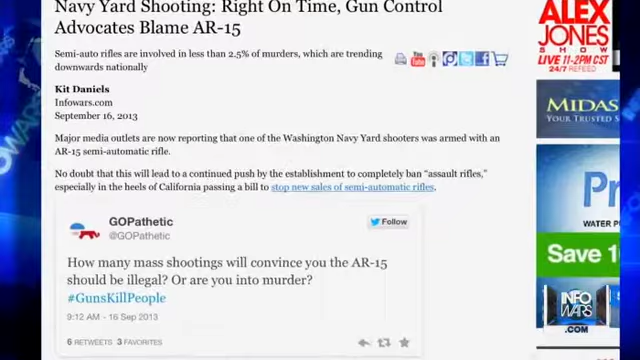 Navy Yard Shooting: Right On Time, Gun Control
Advocates Blame AR-15
Semi-auto rifles are involved in less than 2.5% of murders, which are trending
downwards nationally
Kit Daniels
Infowars.com
September 16, 2013
Major media outlets are now reporting that one of the Washington Navy Yard shooters was armed with an
AR-15 semi-automatic rifle.
No doubt that this will lead to a continued push by the establishment to completely ban "assault rifles,"
especially in the heels of California passing a bill to stop new sales of semi-automatic rifles.
GOPathetic
@GOPathetic
Follow
How many mass shootings will convince you the AR-15
should be illegal? Or are you into murder?
#GunsKillPeople
9:12 AM - 16 Sep 2013
6 RETWEETS 3 FAVORITES
ALEX
JONES
SHOW
LIVE 11-2PM CST
24/7 REFEED
MIDAS
YOUR TRUSTED
Pr
WATER
Save 1
INFO
WARS
.COM